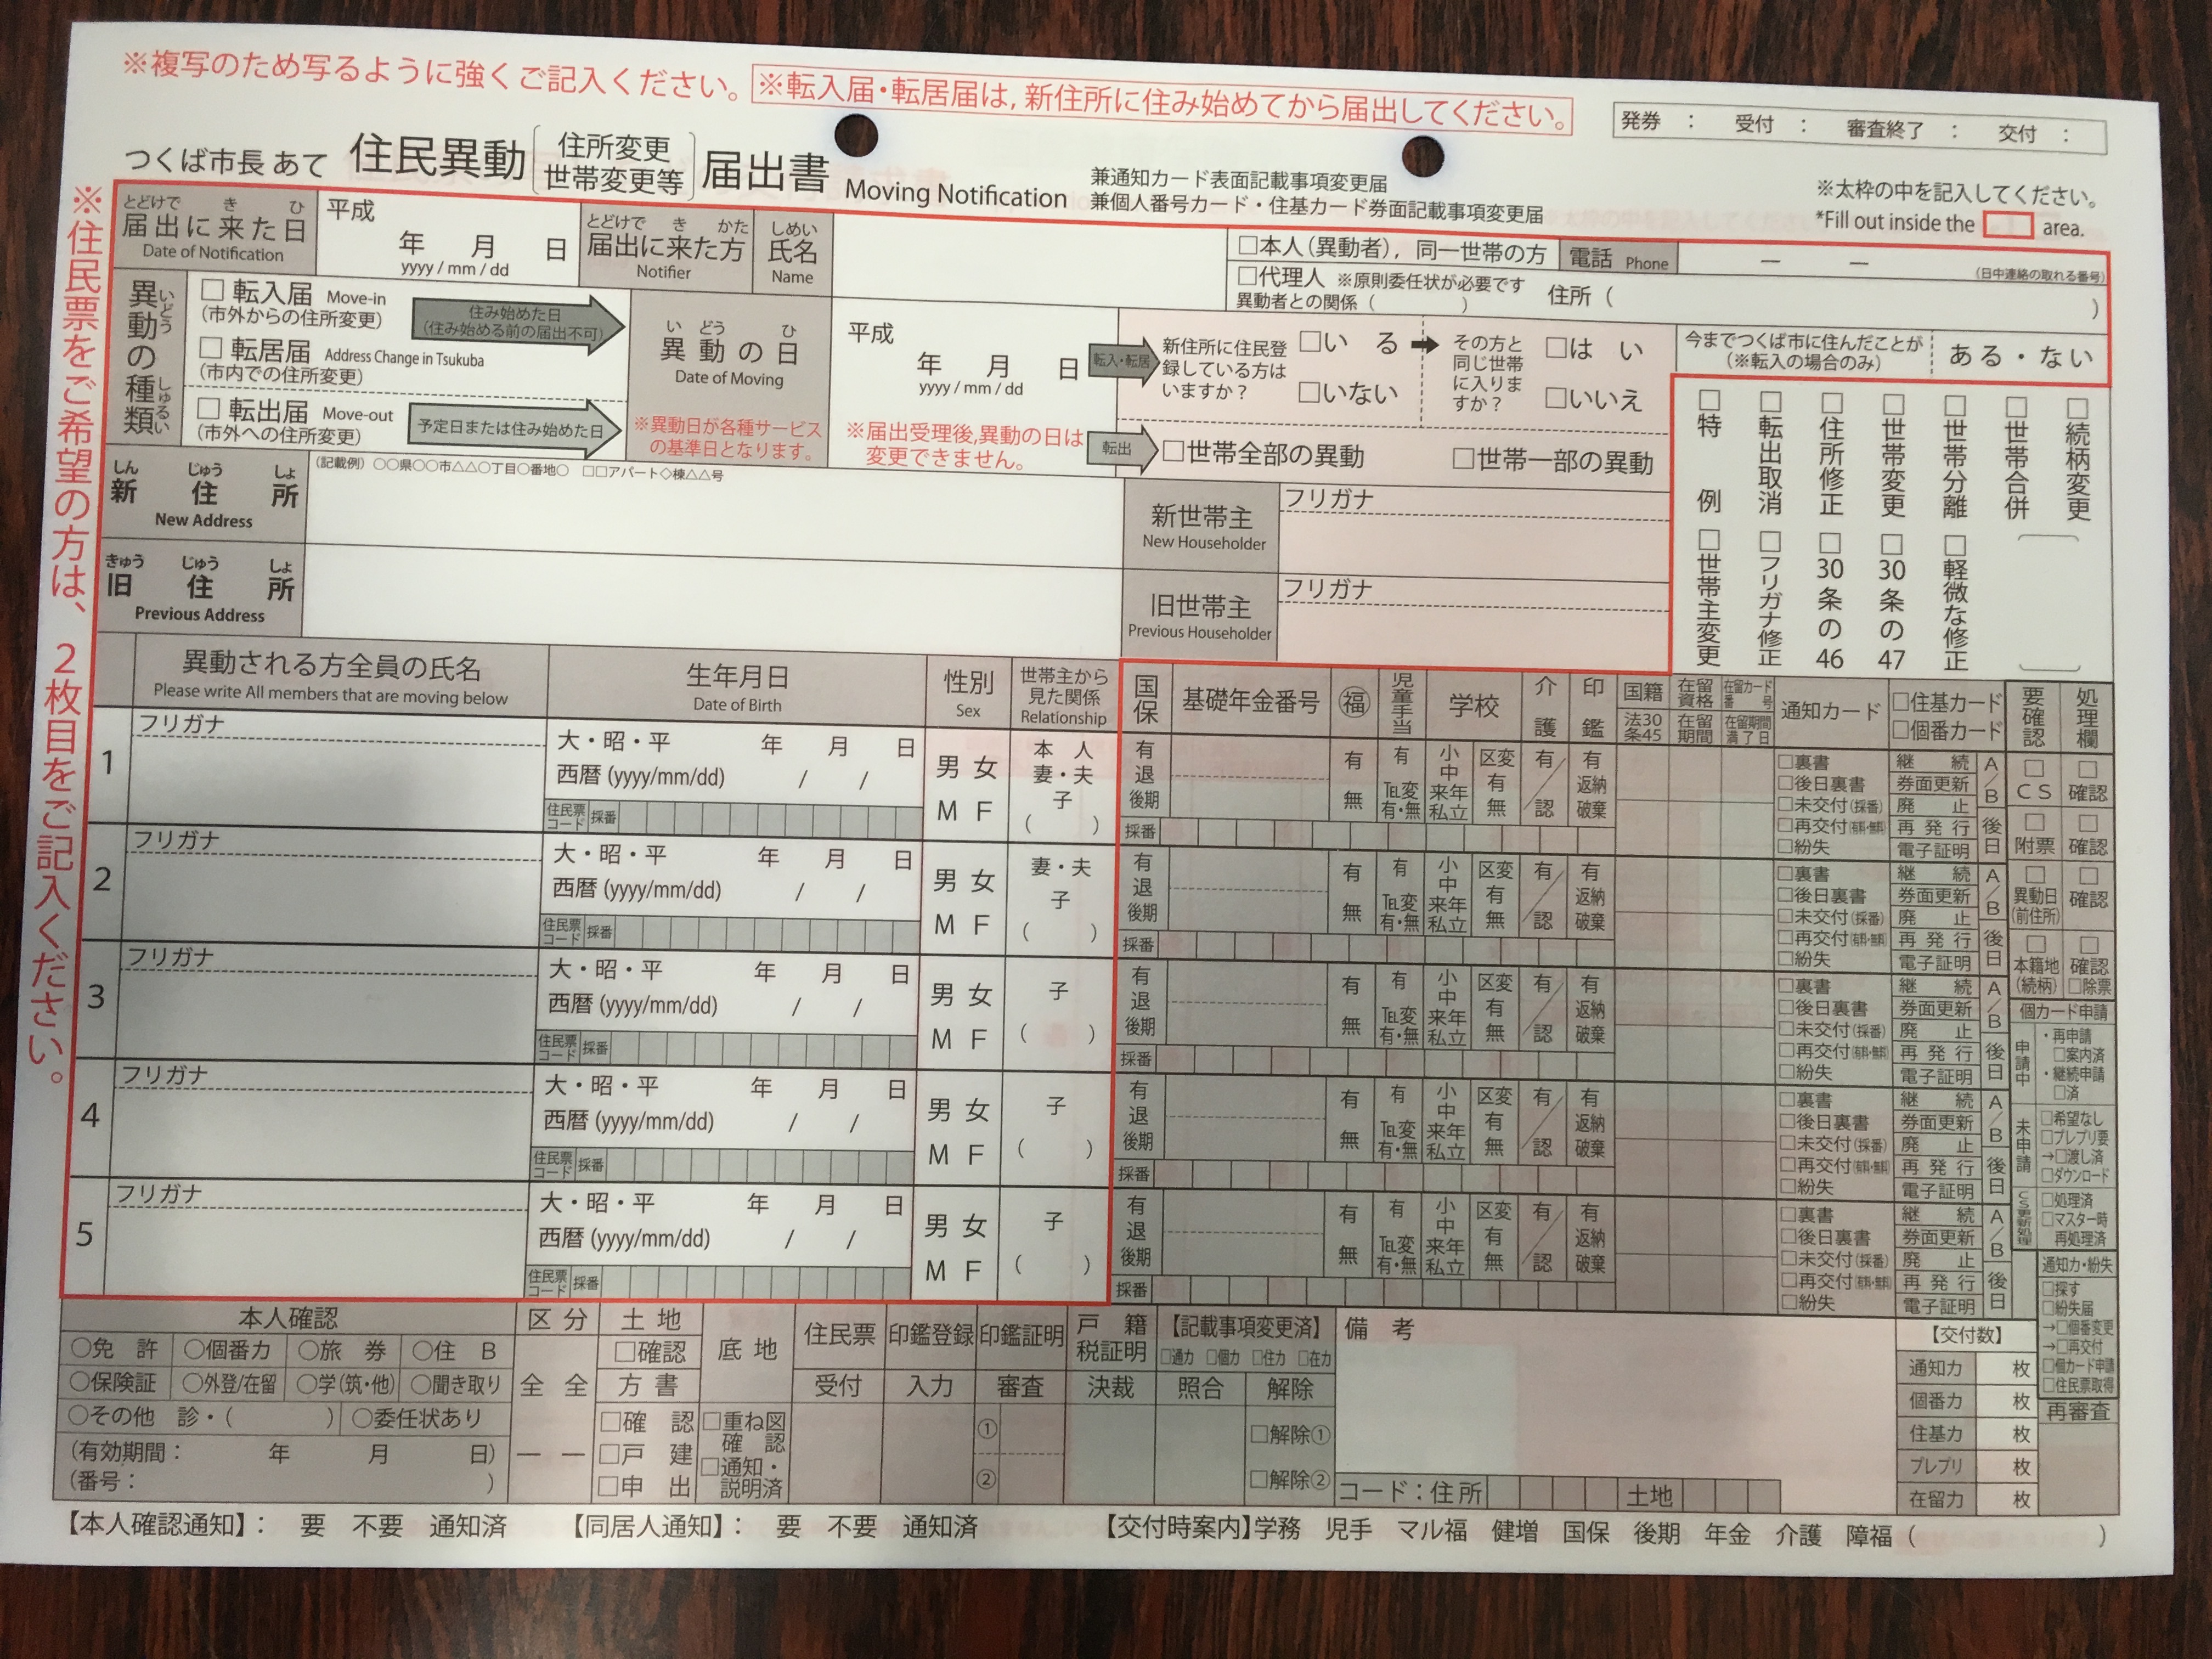 ※複写のため写るように強くご記入ください。
※転入届・転居届は,新住所に住み始めてから届出してください。
発券 : 受付 : 審査終了 : 交付 :
つくば市長 あて 住民異動 住所変更 世帯変更等 届出書 Moving Notification
兼通知カード表面記載事項変更届
兼個人番号カード・住基カード券面記載事項変更届
※太枠の中を記入してください。
*Fill out inside the area.
※住民票をご希望の方は、2枚目をご記入ください。
とどけで き ひ
届出に来た日
Date of Notification
平成
年 月 日
yyyy / mm / dd
とどけで き かた
届出に来た方
Notifier
しめい
氏名
Name
□本人(異動者),同一世帯の方
電話 Phone
― ―
(日中連絡の取れる番号)
□代理人 ※原則委任状が必要です
異動者との関係( )
住所( )
いどう しゅるい
異動の種類
□ 転入届 Move-in
(市外からの住所変更)
住み始めた日
(住み始める前の届出不可)
□ 転居届 Address Change in Tsukuba
(市内での住所変更)
□ 転出届 Move-out
(市外への住所変更)
予定日または住み始めた日
い どう ひ
異動の日
Date of Moving
※異動日が各種サービス
の基準日となります。
平成
年 月 日
yyyy / mm / dd
※届出受理後,異動の日は
変更できません。
転入・転居
新住所に住民登
録している方は
いますか?
□い る
□いない
その方と
同じ世帯
に入りま
すか?
□は い
□いいえ
転出
□世帯全部の異動 □世帯一部の異動
今までつくば市に住んだことが
(※転入の場合のみ)
ある・ない
□特 例
□転出取消
□住所修正
□世帯変更
□世帯分離
□世帯合併
□続柄変更
□世帯主変更
□フリガナ修正
□30条の46
□30条の47
□軽微な修正
しん じゅう しょ
新 住 所
New Address
(記載例)○○県○○市△△○丁目○番地○ □□アパート◇棟△△号
新世帯主
New Householder
フリガナ
きゅう じゅう しょ
旧 住 所
Previous Address
旧世帯主
Previous Householder
フリガナ
異動される方全員の氏名
Please write All members that are moving below
生年月日
Date of Birth
性別
Sex
世帯主から
見た関係
Relationship
国保
基礎年金番号
福
児童手当
学校
介護
印鑑
国籍
法30
条45
在留
資格
在留
期間
在留カード
番 号
在留期間
満了日
通知カード
□住基カード
□個番カード
要確認
処理欄
1
フリガナ
大・昭・平 年 月 日
西暦 (yyyy/mm/dd) / /
住民票
コード
採番
男 女
M F
本 人
妻・夫
子
( )
有
退
後期
採番
有
無
有
TEL変
有・無
小
中
来年
私立
区変
有
無
有/認
有
返納
破棄
□裏書
□後日裏書
□未交付(採番)
□再交付(有料・無料)
□紛失
継 続
券面更新
廃 止
再 発 行
電子証明
A/B
後日
2
フリガナ
大・昭・平 年 月 日
西暦 (yyyy/mm/dd) / /
住民票
コード
採番
男 女
M F
妻・夫
子
( )
有
退
後期
採番
有
無
有
TEL変
有・無
小
中
来年
私立
区変
有
無
有/認
有
返納
破棄
□裏書
□後日裏書
□未交付(採番)
□再交付(有料・無料)
□紛失
継 続
券面更新
廃 止
再 発 行
電子証明
A/B
後日
3
フリガナ
大・昭・平 年 月 日
西暦 (yyyy/mm/dd) / /
住民票
コード
採番
男 女
M F
子
( )
有
退
後期
採番
有
無
有
TEL変
有・無
小
中
来年
私立
区変
有
無
有/認
有
返納
破棄
□裏書
□後日裏書
□未交付(採番)
□再交付(有料・無料)
□紛失
継 続
券面更新
廃 止
再 発 行
電子証明
A/B
後日
4
フリガナ
大・昭・平 年 月 日
西暦 (yyyy/mm/dd) / /
住民票
コード
採番
男 女
M F
子
( )
有
退
後期
採番
有
無
有
TEL変
有・無
小
中
来年
私立
区変
有
無
有/認
有
返納
破棄
□裏書
□後日裏書
□未交付(採番)
□再交付(有料・無料)
□紛失
継 続
券面更新
廃 止
再 発 行
電子証明
A/B
後日
5
フリガナ
大・昭・平 年 月 日
西暦 (yyyy/mm/dd) / /
住民票
コード
採番
男 女
M F
子
( )
有
退
後期
採番
有
無
有
TEL変
有・無
小
中
来年
私立
区変
有
無
有/認
有
返納
破棄
□裏書
□後日裏書
□未交付(採番)
□再交付(有料・無料)
□紛失
継 続
券面更新
廃 止
再 発 行
電子証明
A/B
後日
□CS □確認
□附票 □確認
□異動日(前住所) □確認
□本籍地(続柄) □確認 □除票
個カード申請
申請中
・再申請
□案内済
・継続申請
□済
未申請
□希望なし
□プレプリ要
→□渡し済
□ダウンロード
CS更新処理
□処理済
□マスター時
再処理済
通知カ・紛失
□探す
□紛失届
→□個番変更
→□再交付
□個カード申請
□住民票取得
再審査
本人確認
○免 許 ○個番カ ○旅 券 ○住 B
○保険証 ○外登/在留 ○学(筑・他) ○聞き取り
○その他 診・( ) ○委任状あり
(有効期間: 年 月 日)
(番号: )
区 分
全 全
一 一
土 地
□確認
方 書
□確 認
□戸 建
□申 出
底 地
□重ね図
確 認
□通知・
説明済
住民票
受付
印鑑登録
入力
印鑑証明
審査
①
②
戸 籍
税証明
決裁
【記載事項変更済】
□通カ □個カ □住カ □在カ
照合
解除
□解除①
□解除②
備 考
コード:住所
土地
【交付数】
通知カ 枚
個番カ 枚
住基カ 枚
プレプリ 枚
在留カ 枚
【本人確認通知】: 要 不要 通知済 【同居人通知】: 要 不要 通知済 【交付時案内】学務 児手 マル福 健増 国保 後期 年金 介護 障福( )